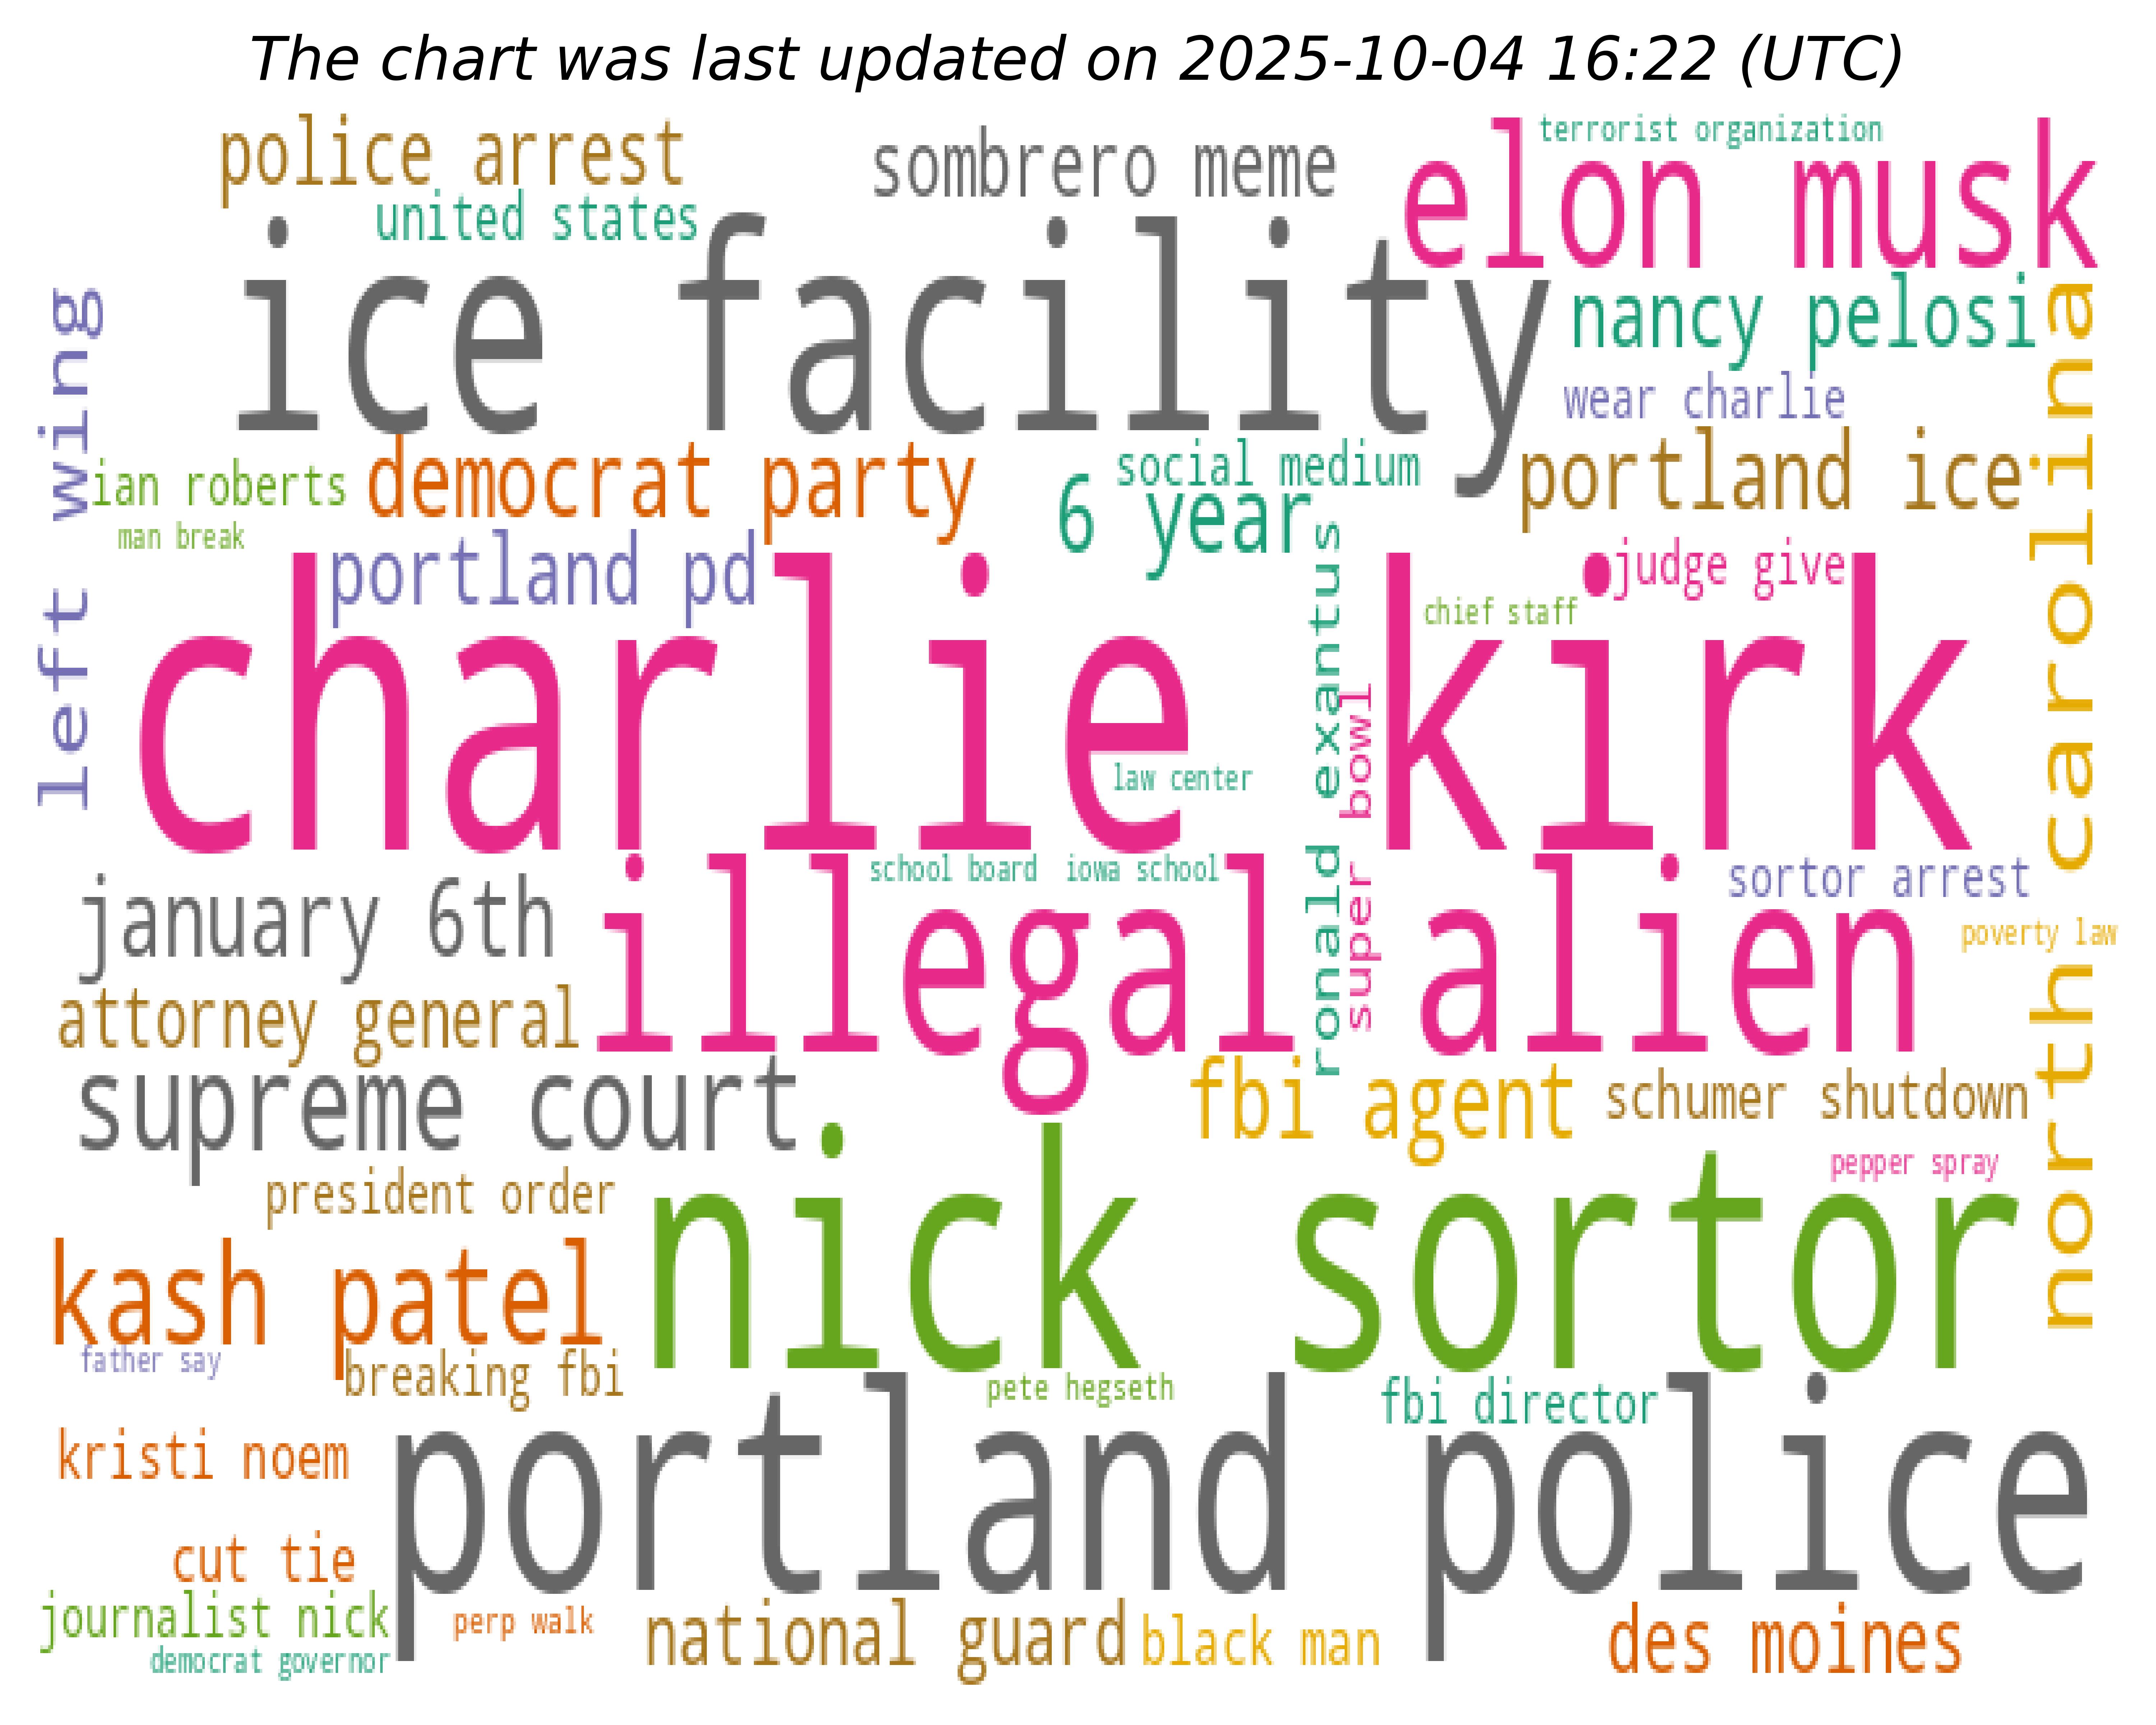 The chart was last updated on 2025-10-04 16:22 (UTC)
terrorist organization
police arrest
sombrero meme
elon musk
united states
ice facility
nancy pelosi
left wing
north carolina
wear charlie
portland ice
democrat party
social medium
ian roberts
6 year
man break
portland pd
judge give
chief staff
charlie kirk
ronald exantus
super bowl
law center
school board
iowa school
sortor arrest
illegal alien
january 6th
poverty law
attorney general
supreme court
fbi agent
schumer shutdown
pepper spray
president order
nick sortor
kash patel
father say
breaking fbi
pete hegseth
fbi director
kristi noem
portland police
cut tie
journalist nick
perp walk
national guard
black man
des moines
democrat governor